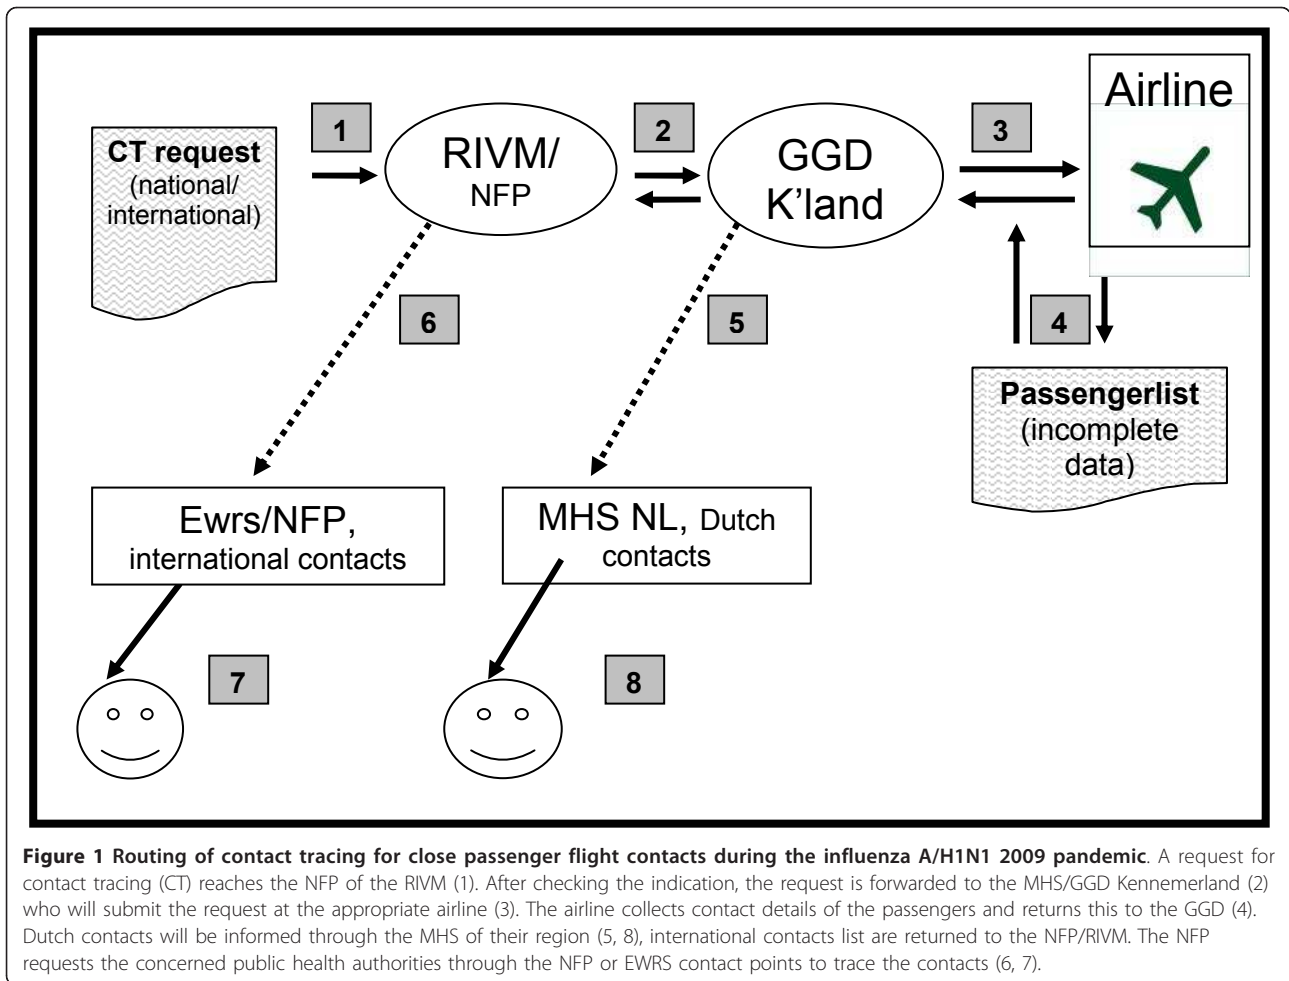 CT request
(national/
international)
1
RIVM/
NFP
2
GGD
K'land
3
Airline
6
5
4
Passengerlist
(incomplete
data)
Ewrs/NFP,
international contacts
MHS NL, Dutch
contacts
7
8
Figure 1 Routing of contact tracing for close passenger flight contacts during the influenza A/H1N1 2009 pandemic. A request for
contact tracing (CT) reaches the NFP of the RIVM (1). After checking the indication, the request is forwarded to the MHS/GGD Kennemerland (2)
who will submit the request at the appropriate airline (3). The airline collects contact details of the passengers and returns this to the GGD (4).
Dutch contacts will be informed through the MHS of their region (5, 8), international contacts list are returned to the NFP/RIVM. The NFP
requests the concerned public health authorities through the NFP or EWRS contact points to trace the contacts (6, 7).